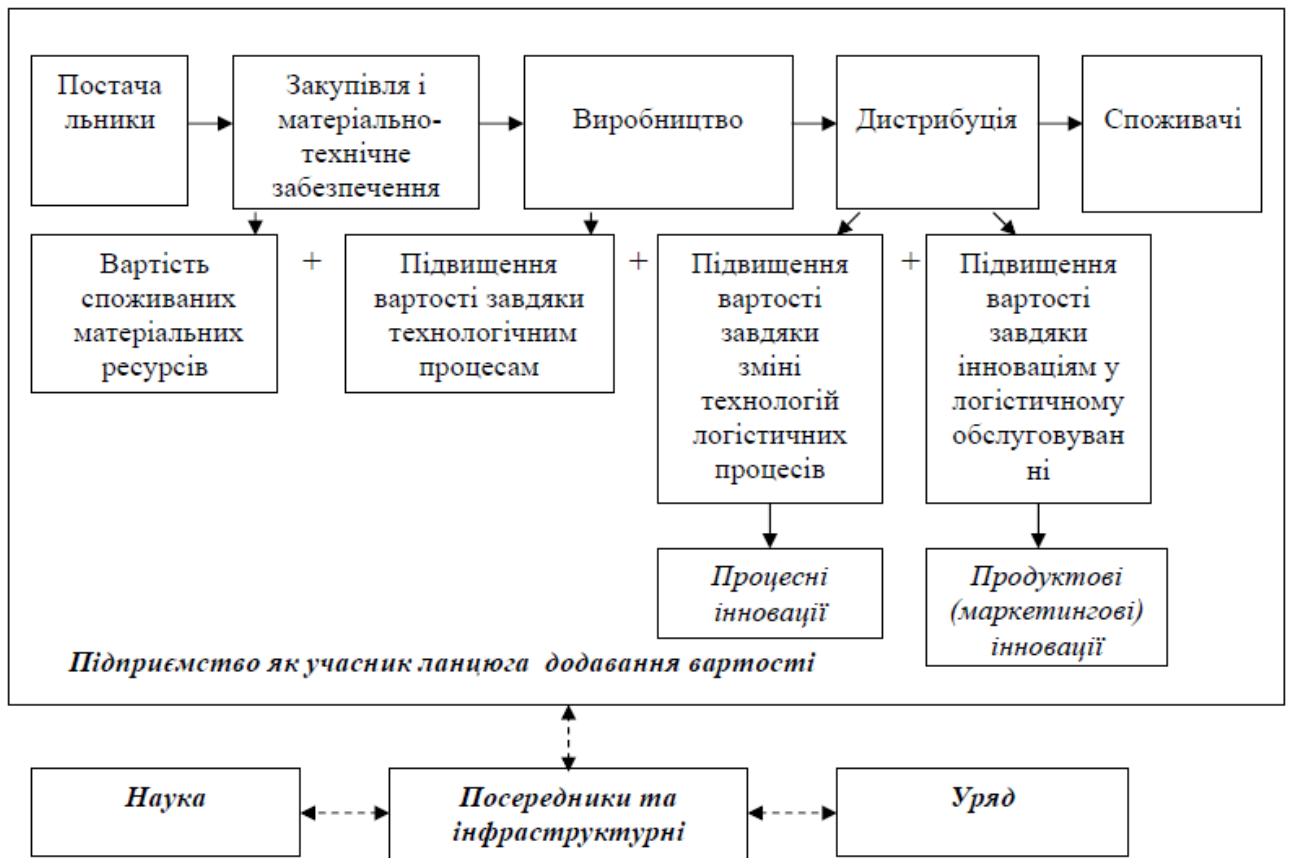 Постача
льники
Закупівля і
матеріально-
технічне
забезпечення
Виробництво
Дистрибуція
Споживачі
Вартість
споживаних
матеріальних
ресурсів
+
Підвищення
вартості завдяки
технологічним
процесам
+
Підвищення
вартості
завдяки
зміні
технологій
логістичних
процесів
+
Підвищення
вартості
завдяки
інноваціям у
логістичному
обслуговуван
ні
Процесні
інновації
Продуктові
(маркетингові)
інновації
Підприємство як учасник ланцюга додавання вартості
Наука
Посередники та
інфраструктурні
Уряд